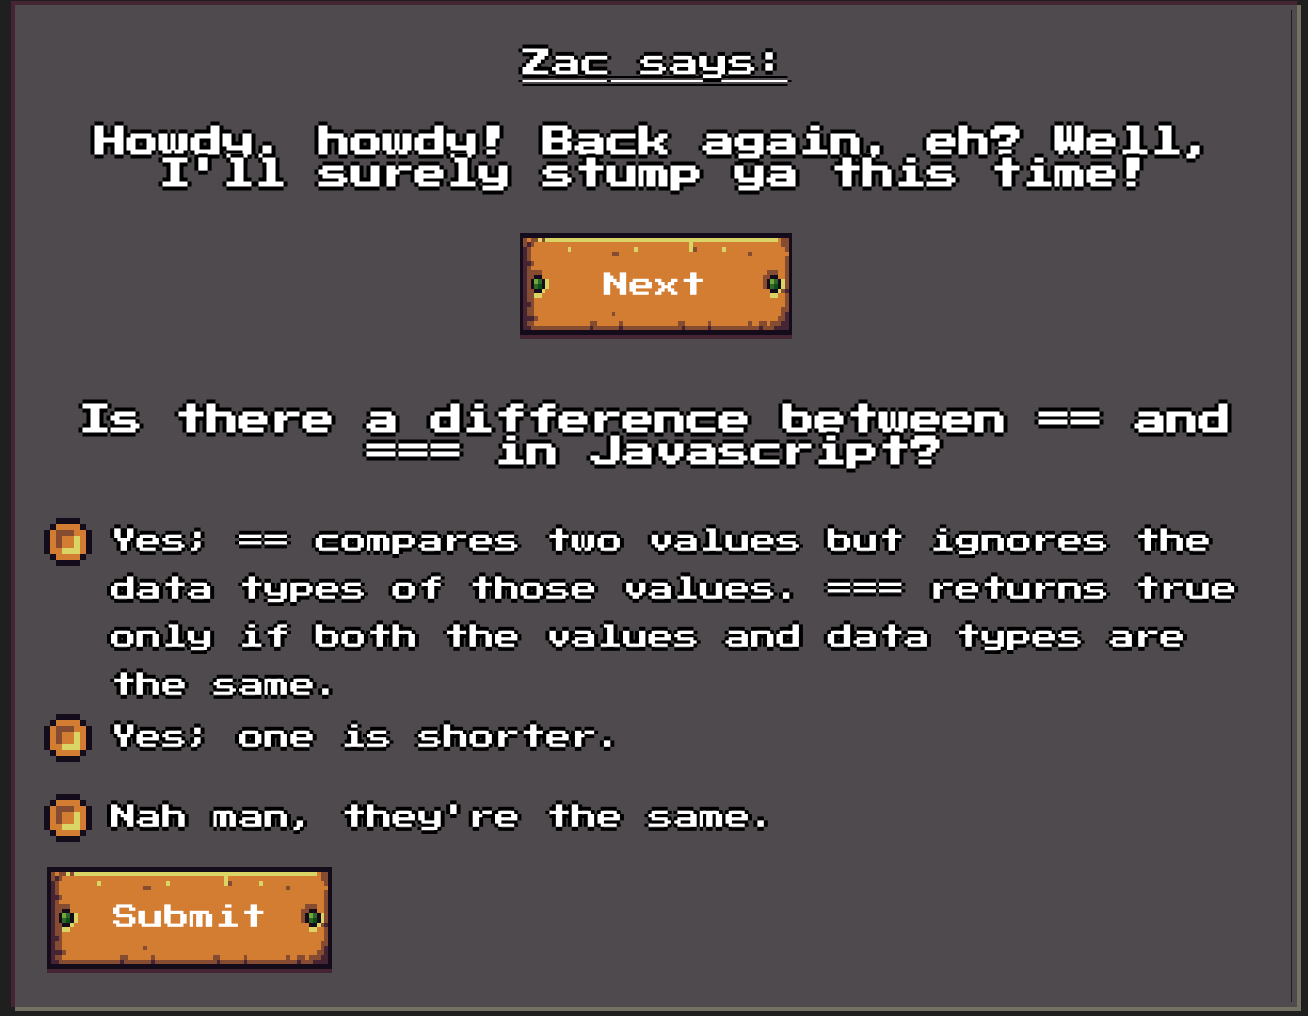 Zac says:
Howdy, howdy! Back again, eh? Well,
I'll surely stump ya this time!
Next
Is there a difference between == and
=== in Javascript?
Yes; == compares two values but ignores the
data types of those values. === returns true
only if both the values and data types are
the same.
Yes; one is shorter.
Nah man, they're the same.
Submit